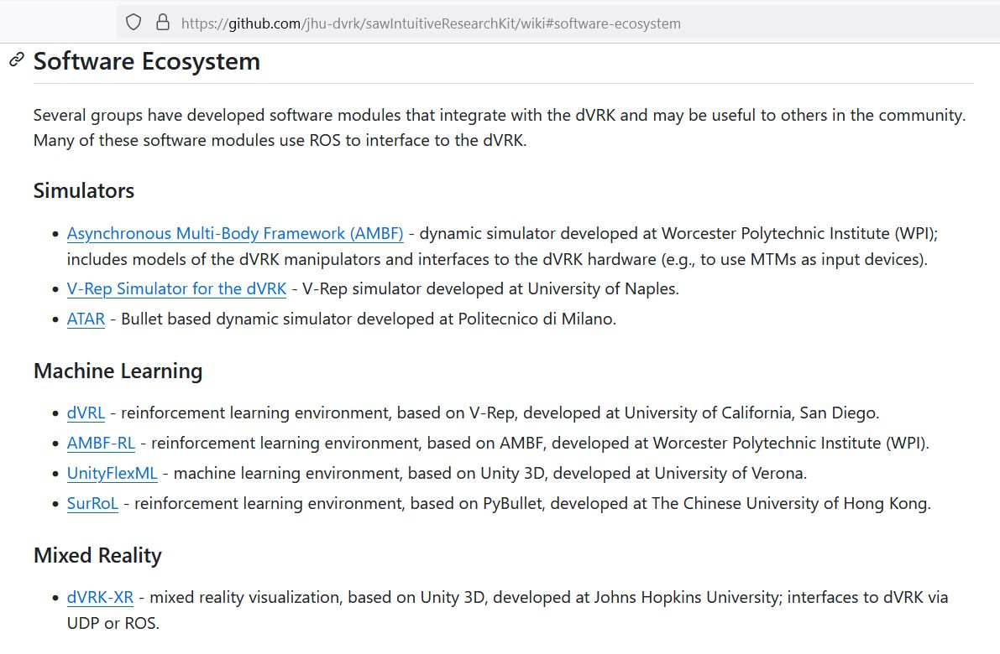 https://github.com/jhu-dvrk/sawIntuitiveResearchKit/wiki#software-ecosystem
Software Ecosystem
Several groups have developed software modules that integrate with the dVRK and may be useful to others in the community.
Many of these software modules use ROS to interface to the dVRK.
Simulators
• Asynchronous Multi-Body Framework (AMBF) - dynamic simulator developed at Worcester Polytechnic Institute (WPI);
includes models of the dVRK manipulators and interfaces to the dVRK hardware (e.g., to use MTMs as input devices).
• V-Rep Simulator for the dVRK - V-Rep simulator developed at University of Naples.
• ATAR - Bullet based dynamic simulator developed at Politecnico di Milano.
Machine Learning
• dVRL - reinforcement learning environment, based on V-Rep, developed at University of California, San Diego.
• AMBF-RL - reinforcement learning environment, based on AMBF, developed at Worcester Polytechnic Institute (WPI).
• UnityFlexML - machine learning environment, based on Unity 3D, developed at University of Verona.
• SurRoL - reinforcement learning environment, based on PyBullet, developed at The Chinese University of Hong Kong.
Mixed Reality
• dVRK-XR - mixed reality visualization, based on Unity 3D, developed at Johns Hopkins University; interfaces to dVRK via
UDP or ROS.